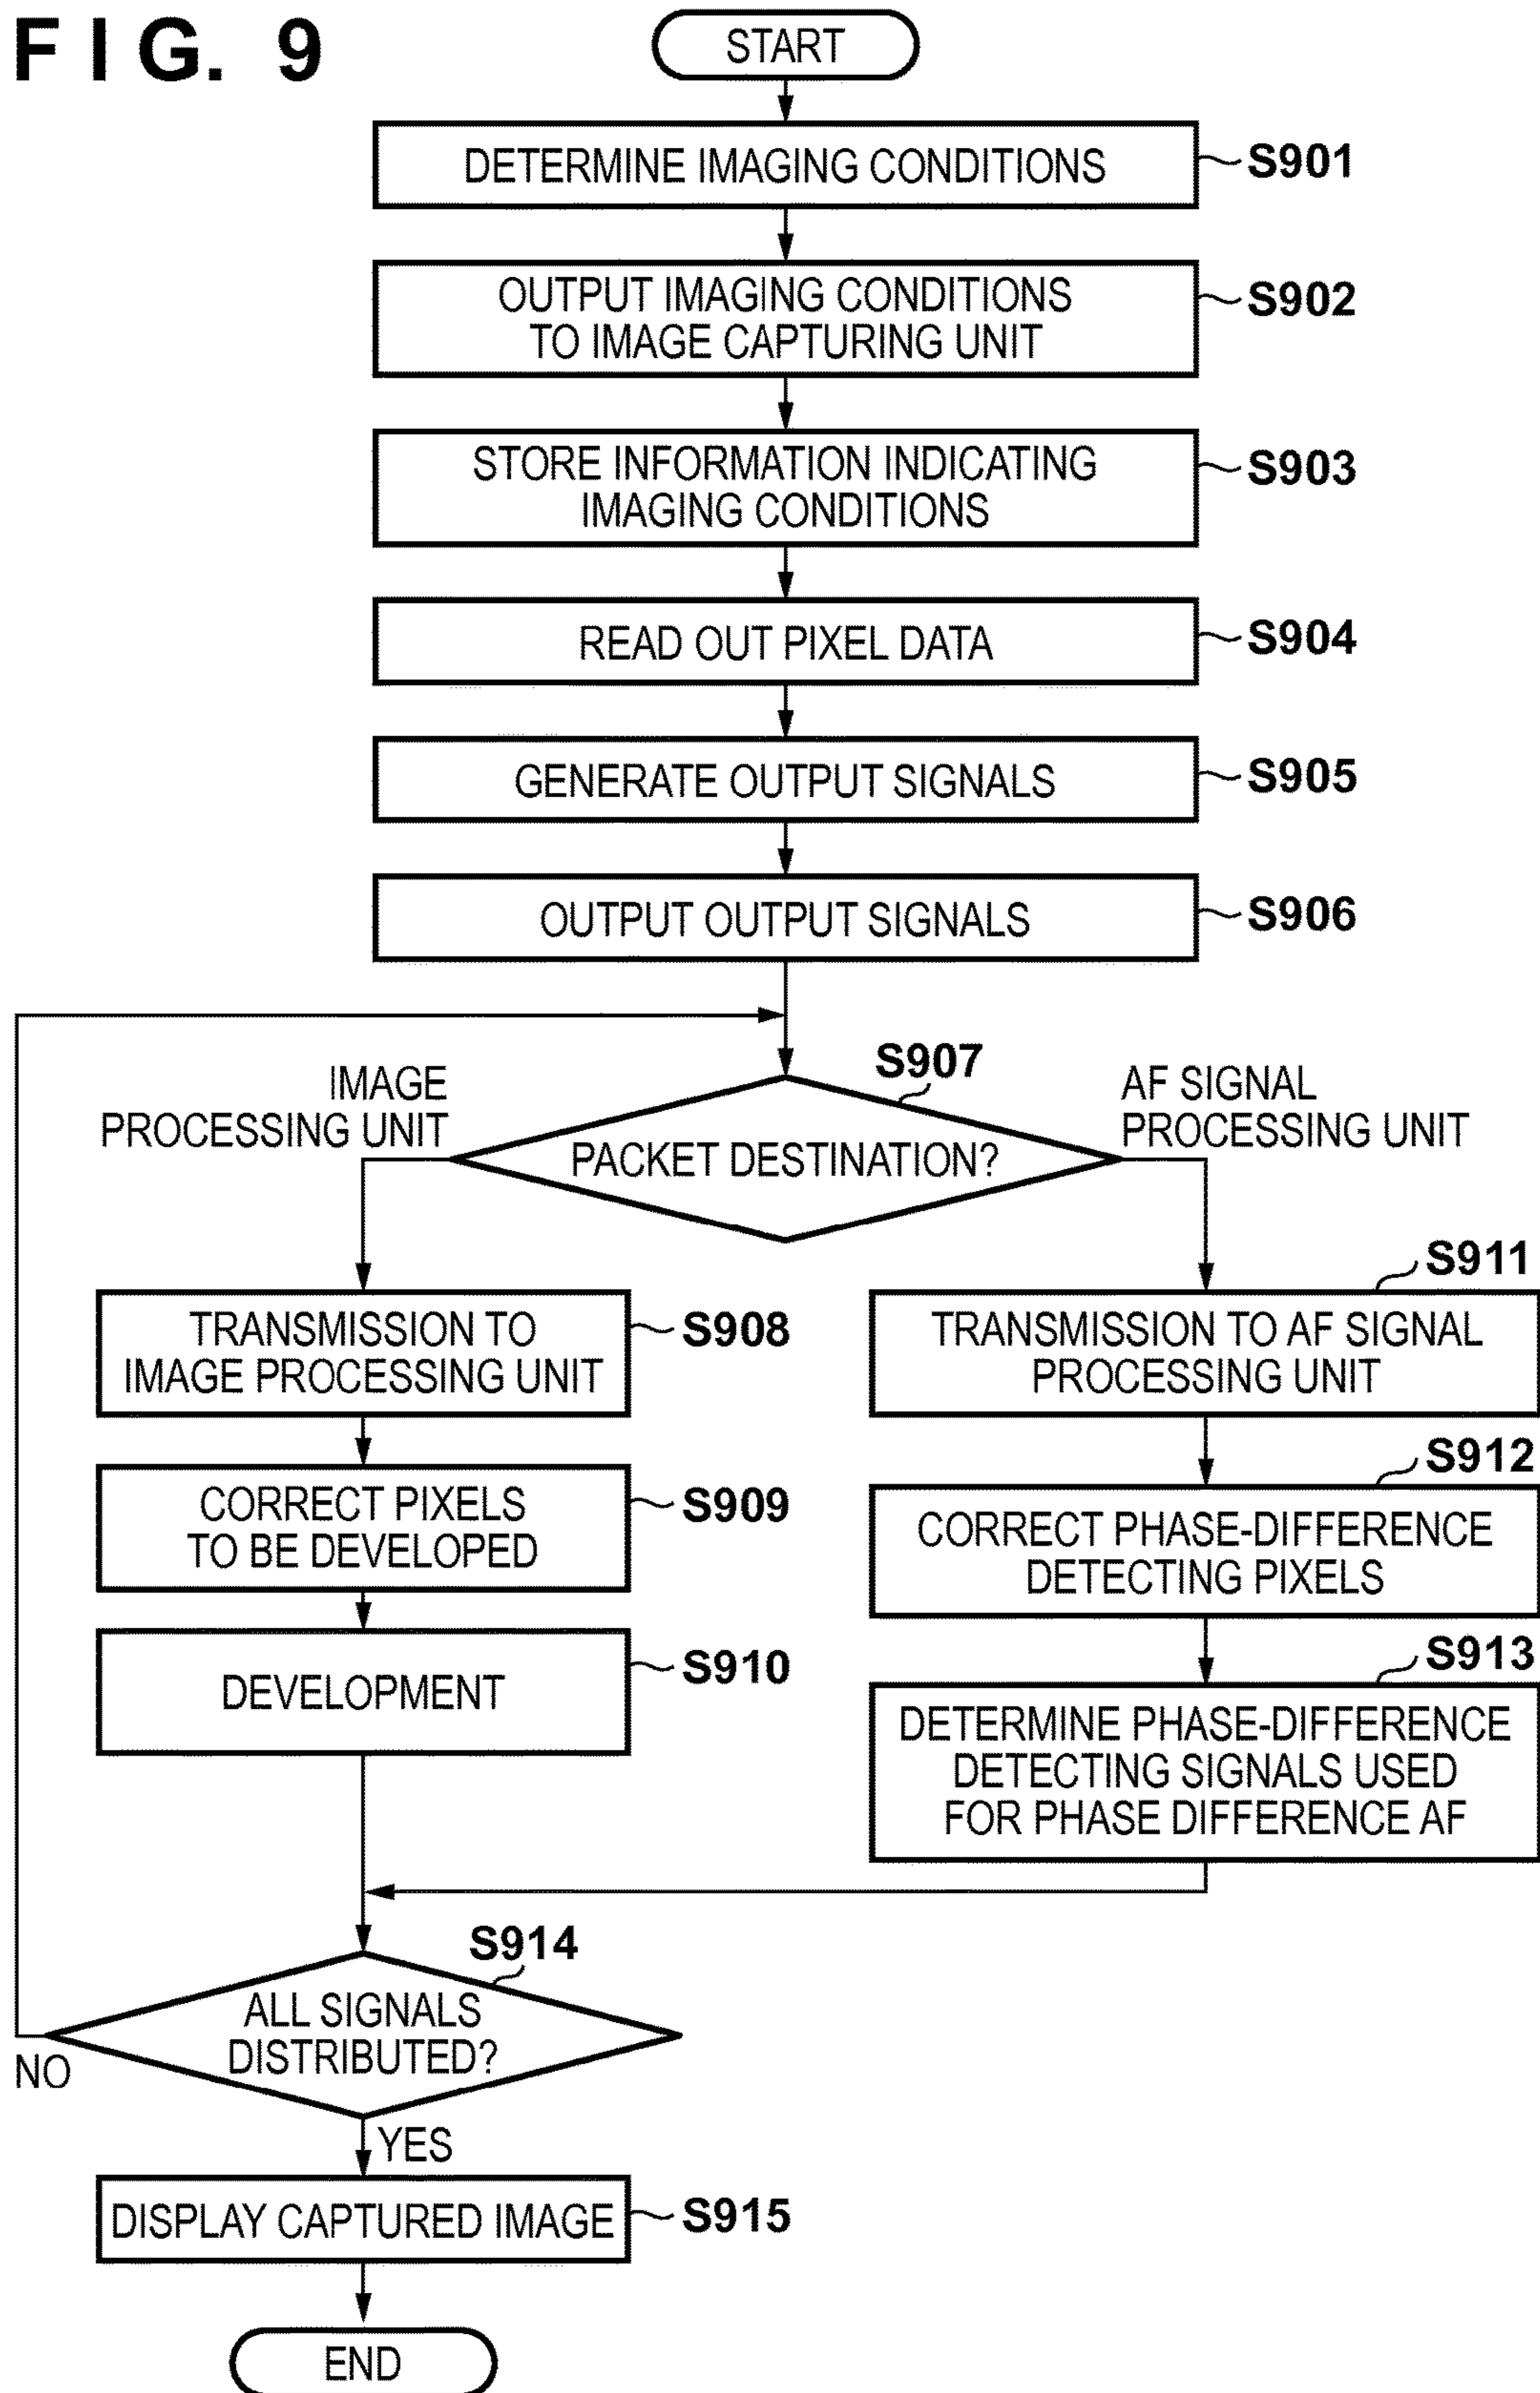 FIG. 9
START
DETERMINE IMAGING CONDITIONS
S901
OUTPUT IMAGING CONDITIONS
TO IMAGE CAPTURING UNIT
S902
STORE INFORMATION INDICATING
IMAGING CONDITIONS
S903
READ OUT PIXEL DATA
S904
GENERATE OUTPUT SIGNALS
S905
OUTPUT OUTPUT SIGNALS
S906
S907
IMAGE
PROCESSING UNIT
PACKET DESTINATION?
AF SIGNAL
PROCESSING UNIT
TRANSMISSION TO
IMAGE PROCESSING UNIT
S908
CORRECT PIXELS
TO BE DEVELOPED
S909
DEVELOPMENT
S910
S911
TRANSMISSION TO AF SIGNAL
PROCESSING UNIT
S912
CORRECT PHASE-DIFFERENCE
DETECTING PIXELS
S913
DETERMINE PHASE-DIFFERENCE
DETECTING SIGNALS USED
FOR PHASE DIFFERENCE AF
S914
ALL SIGNALS
DISTRIBUTED?
NO
YES
DISPLAY CAPTURED IMAGE
S915
END